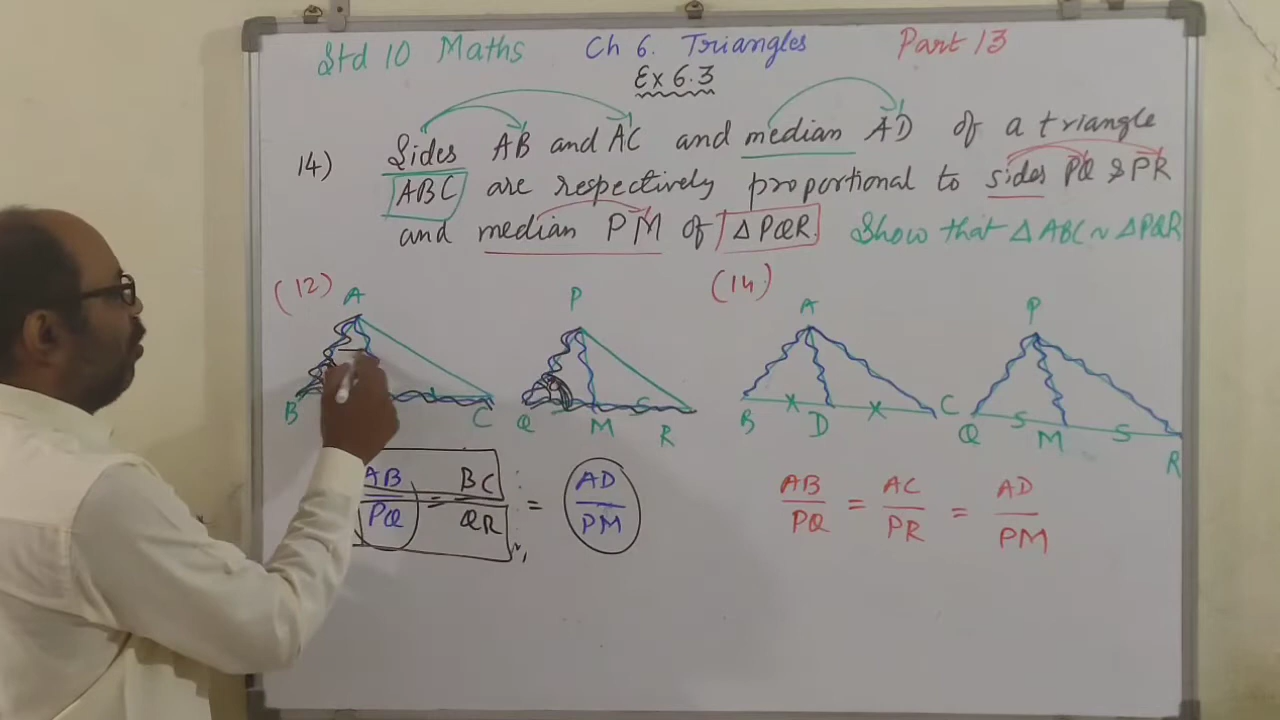 Std 10 Maths Ch 6. Triangles Part 13
Ex 6.3
14) Sides AB and AC and median AD of a triangle
ABC are respectively proportional to sides PQ & PR
and median PM of ΔPQR. Show that ΔABC ~ ΔPQR
(12) (14)
A P A P
B C Q M R B D C Q M R
AB/PQ = BC/QR = AD/PM
AB/PQ = AC/PR = AD/PM